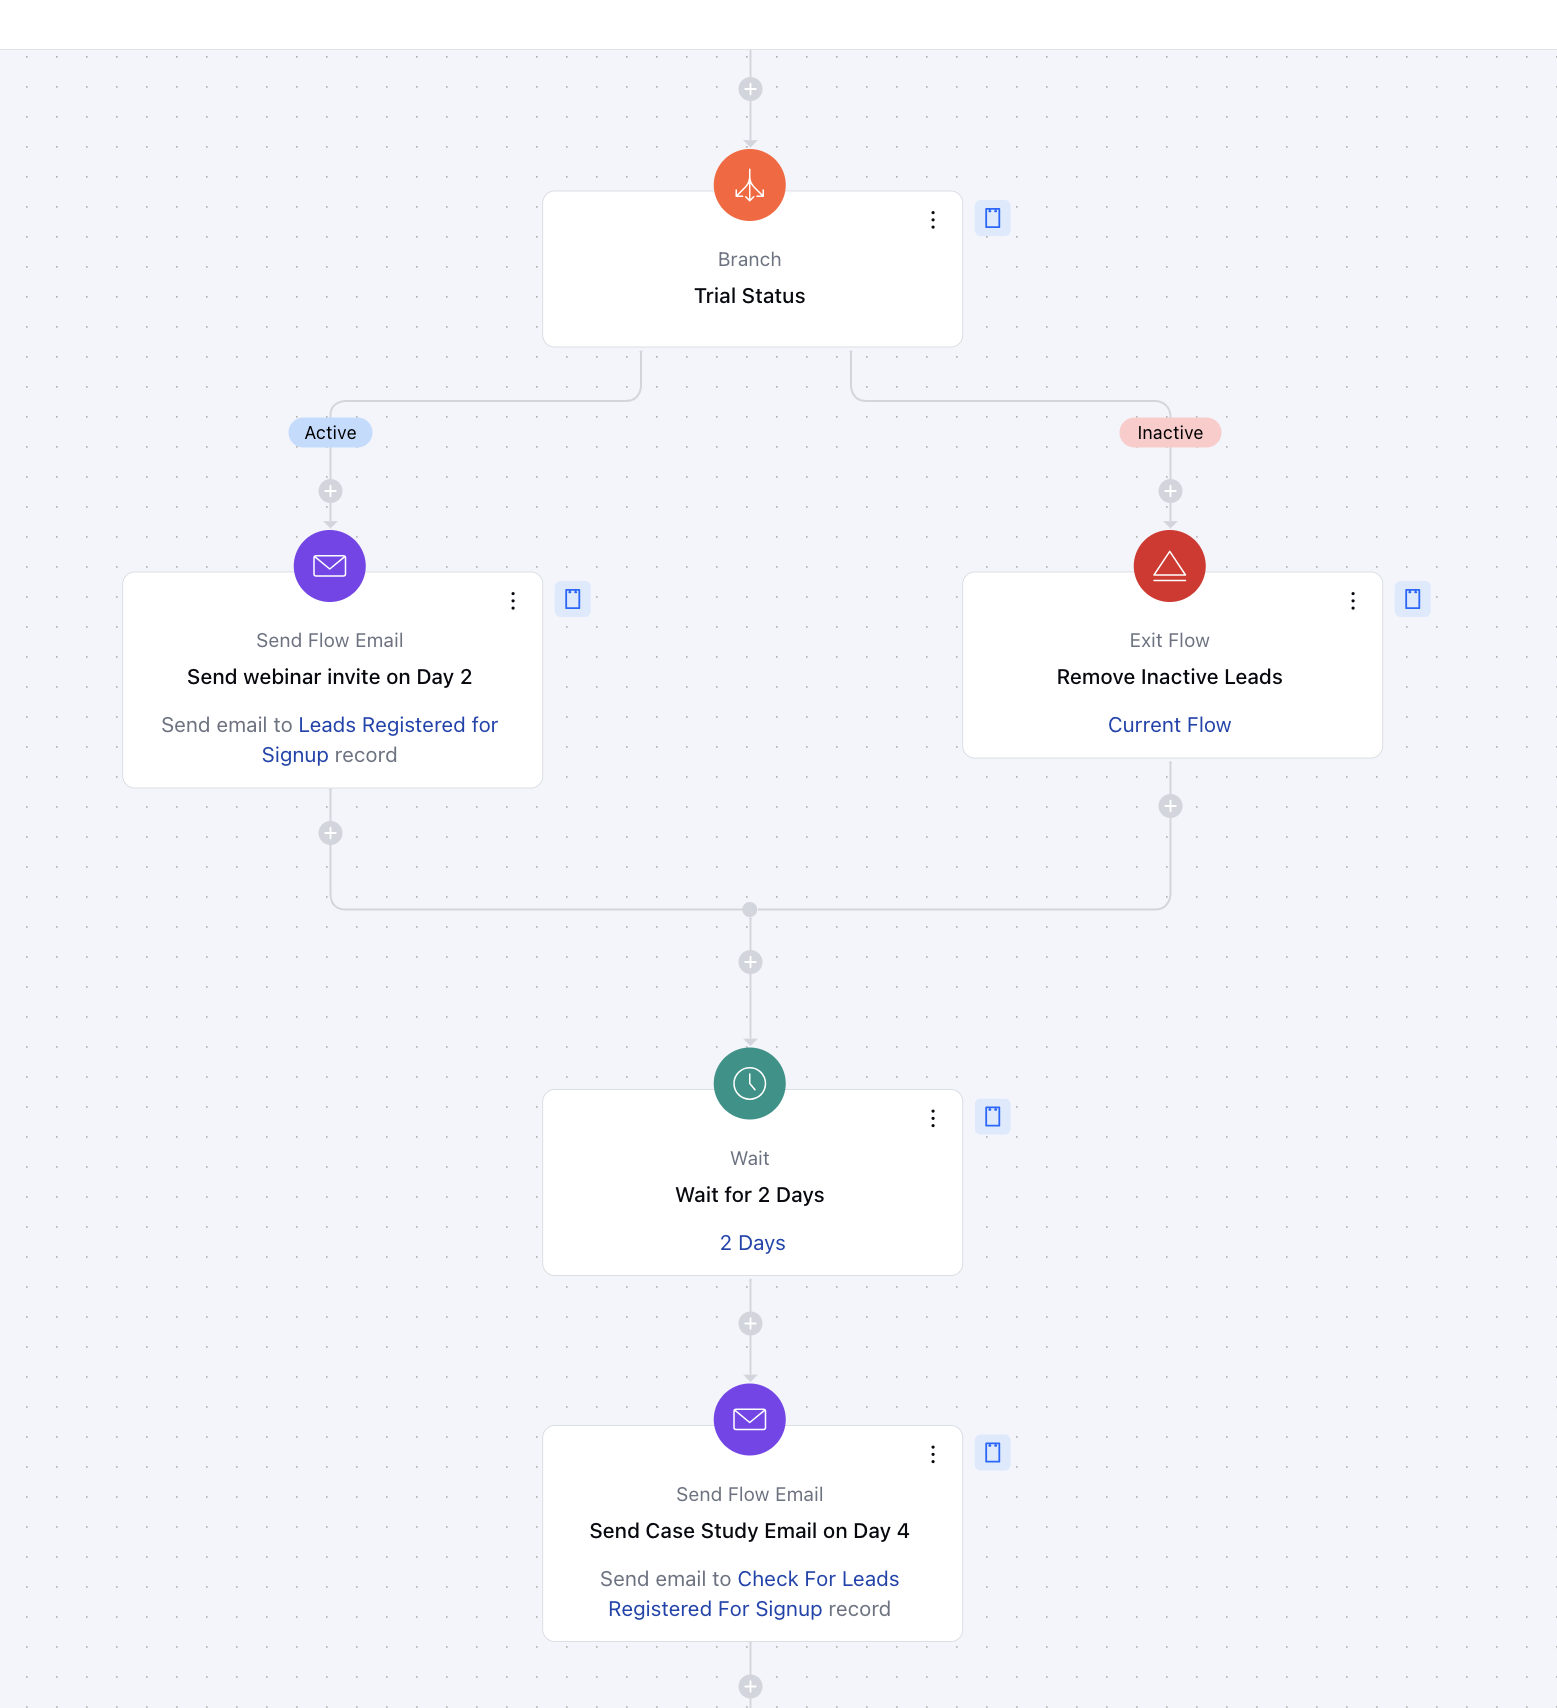 Branch
Trial Status
Active
Inactive
Send Flow Email
Send webinar invite on Day 2
Send email to Leads Registered for
Signup record
Exit Flow
Remove Inactive Leads
Current Flow
Wait
Wait for 2 Days
2 Days
Send Flow Email
Send Case Study Email on Day 4
Send email to Check For Leads
Registered For Signup record